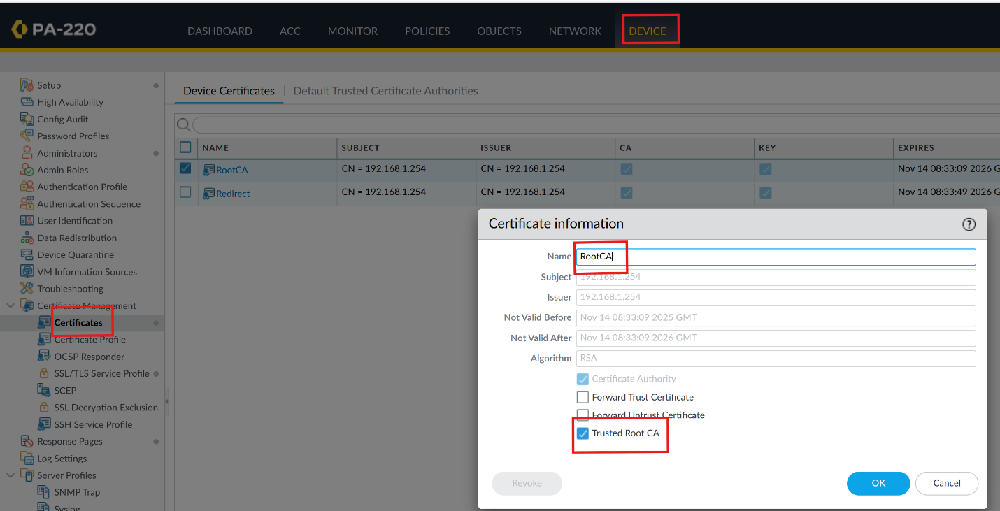 PA-220
DASHBOARD ACC MONITOR POLICIES OBJECTS NETWORK DEVICE
Setup
High Availability
Config Audit
Password Profiles
Administrators
Admin Roles
Authentication Profile
Authentication Sequence
User Identification
Data Redistribution
Device Quarantine
VM Information Sources
Troubleshooting
Certificate Management
Certificates
Certificate Profile
OCSP Responder
SSL/TLS Service Profile
SCEP
SSL Decryption Exclusion
SSH Service Profile
Response Pages
Log Settings
Server Profiles
SNMP Trap
Syslog
Device Certificates Default Trusted Certificate Authorities
NAME SUBJECT ISSUER CA KEY EXPIRES
RootCA CN = 192.168.1.254 CN = 192.168.1.254 Nov 14 08:33:09 2026 G
Redirect CN = 192.168.1.254 CN = 192.168.1.254 Nov 14 08:33:49 2026 G
Certificate information ?
Name RootCA
Subject 192.168.1.254
Issuer 192.168.1.254
Not Valid Before Nov 14 08:33:09 2025 GMT
Not Valid After Nov 14 08:33:09 2026 GMT
Algorithm RSA
Certificate Authority
Forward Trust Certificate
Forward Untrust Certificate
Trusted Root CA
Revoke OK Cancel